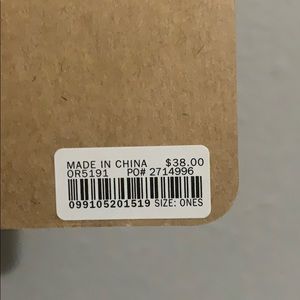 MADE IN CHINA $38.00
OR5191 PO# 2714996
099105201519 SIZE: ONES